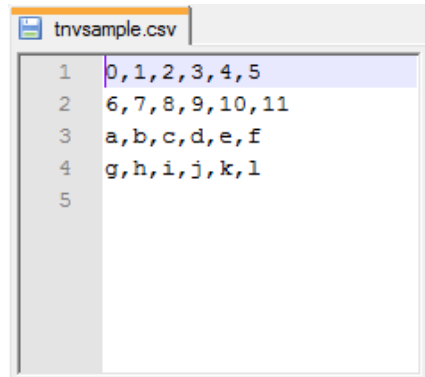 tnvsample.csv
1 0,1,2,3,4,5
2 6,7,8,9,10,11
3 a,b,c,d,e,f
4 g,h,i,j,k,l
5